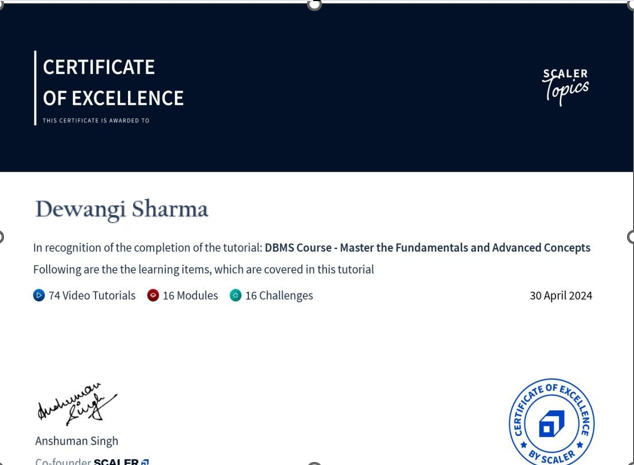 CERTIFICATE
OF EXCELLENCE
THIS CERTIFICATE IS AWARDED TO
SCALER
Topics
Dewangi Sharma
In recognition of the completion of the tutorial: DBMS Course - Master the Fundamentals and Advanced Concepts
Following are the the learning items, which are covered in this tutorial
74 Video Tutorials 16 Modules 16 Challenges 30 April 2024
Anshuman
Singh
Anshuman Singh
Co-founder SCALER
CERTIFICATE OF EXCELLENCE
BY SCALER